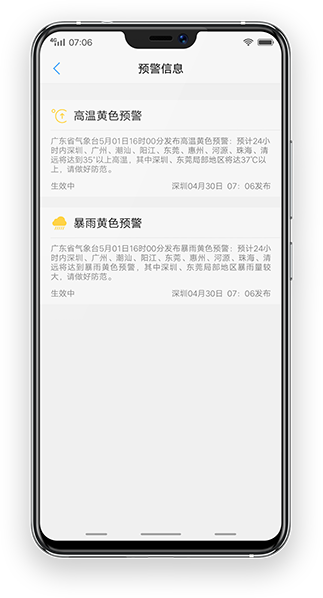 4G 07:06
预警信息
高温黄色预警
广东省气象台5月01日16时00分发布高温黄色预警：预计24小
时内深圳、广州、潮汕、阳江、东莞、惠州、河源、珠海、清
远将达到35°以上高温，其中深圳、东莞局部地区将达37℃以
上，请做好防范。
生效中 深圳04月30日 07：06发布
暴雨黄色预警
广东省气象台5月01日16时00分发布暴雨黄色预警：预计24小
时内深圳、广州、潮汕、阳江、东莞、惠州、河源、珠海、清
远将达到暴雨黄色预警，其中深圳、东莞局部地区暴雨量较
大，请做好防范。
生效中 深圳04月30日 07：06发布